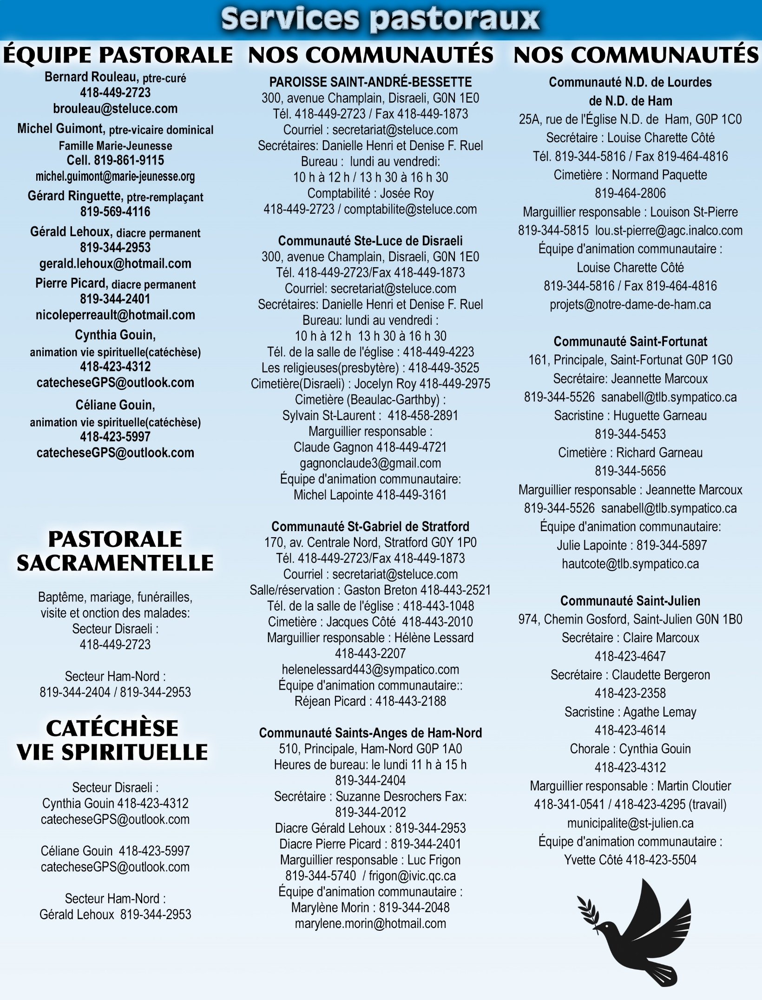 Services pastoraux
ÉQUIPE PASTORALE
Bernard Rouleau, ptre-curé
418-449-2723
brouleau@steluce.com
Michel Guimont, ptre-vicaire dominical
Famille Marie-Jeunesse
Cell. 819-861-9115
michel.guimont@marie-jeunesse.org
Gérard Ringuette, ptre-remplaçant
819-569-4116
Gérald Lehoux, diacre permanent
819-344-2953
gerald.lehoux@hotmail.com
Pierre Picard, diacre permanent
819-344-2401
nicoleperreault@hotmail.com
Cynthia Gouin,
animation vie spirituelle(catéchèse)
418-423-4312
catecheseGPS@outlook.com
Céliane Gouin,
animation vie spirituelle(catéchèse)
418-423-5997
catecheseGPS@outlook.com
PASTORALE
SACRAMENTELLE
Baptême, mariage, funérailles,
visite et onction des malades:
Secteur Disraeli :
418-449-2723
Secteur Ham-Nord :
819-344-2404 / 819-344-2953
CATÉCHÈSE
VIE SPIRITUELLE
Secteur Disraeli :
Cynthia Gouin 418-423-4312
catecheseGPS@outlook.com
Céliane Gouin 418-423-5997
catecheseGPS@outlook.com
Secteur Ham-Nord :
Gérald Lehoux 819-344-2953
NOS COMMUNAUTÉS
PAROISSE SAINT-ANDRÉ-BESSETTE
300, avenue Champlain, Disraeli, G0N 1E0
Tél. 418-449-2723 / Fax 418-449-1873
Courriel : secretariat@steluce.com
Secrétaires: Danielle Henri et Denise F. Ruel
Bureau : lundi au vendredi:
10 h à 12 h / 13 h 30 à 16 h 30
Comptabilité : Josée Roy
418-449-2723 / comptabilite@steluce.com
Communauté Ste-Luce de Disraeli
300, avenue Champlain, Disraeli, G0N 1E0
Tél. 418-449-2723/Fax 418-449-1873
Courriel: secretariat@steluce.com
Secrétaires: Danielle Henri et Denise F. Ruel
Bureau: lundi au vendredi :
10 h à 12 h 13 h 30 à 16 h 30
Tél. de la salle de l'église : 418-449-4223
Les religieuses(presbytère) : 418-449-3525
Cimetière(Disraeli) : Jocelyn Roy 418-449-2975
Cimetière (Beaulac-Garthby) :
Sylvain St-Laurent : 418-458-2891
Marguillier responsable :
Claude Gagnon 418-449-4721
gagnonclaude3@gmail.com
Équipe d'animation communautaire:
Michel Lapointe 418-449-3161
Communauté St-Gabriel de Stratford
170, av. Centrale Nord, Stratford G0Y 1P0
Tél. 418-449-2723/Fax 418-449-1873
Courriel : secretariat@steluce.com
Salle/réservation : Gaston Breton 418-443-2521
Tél. de la salle de l'église : 418-443-1048
Cimetière : Jacques Côté 418-443-2010
Marguillier responsable : Hélène Lessard
418-443-2207
helenelessard443@sympatico.com
Équipe d'animation communautaire::
Réjean Picard : 418-443-2188
Communauté Saints-Anges de Ham-Nord
510, Principale, Ham-Nord G0P 1A0
Heures de bureau: le lundi 11 h à 15 h
819-344-2404
Secrétaire : Suzanne Desrochers Fax:
819-344-2012
Diacre Gérald Lehoux : 819-344-2953
Diacre Pierre Picard : 819-344-2401
Marguillier responsable : Luc Frigon
819-344-5740 / frigon@ivic.qc.ca
Équipe d'animation communautaire :
Marylène Morin : 819-344-2048
marylene.morin@hotmail.com
NOS COMMUNAUTÉS
Communauté N.D. de Lourdes
de N.D. de Ham
25A, rue de l'Église N.D. de Ham, G0P 1C0
Secrétaire : Louise Charette Côté
Tél. 819-344-5816 / Fax 819-464-4816
Cimetière : Normand Paquette
819-464-2806
Marguillier responsable : Louison St-Pierre
819-344-5815 lou.st-pierre@agc.inalco.com
Équipe d'animation communautaire :
Louise Charette Côté
819-344-5816 / Fax 819-464-4816
projets@notre-dame-de-ham.ca
Communauté Saint-Fortunat
161, Principale, Saint-Fortunat G0P 1G0
Secrétaire: Jeannette Marcoux
819-344-5526 sanabell@tlb.sympatico.ca
Sacristine : Huguette Garneau
819-344-5453
Cimetière : Richard Garneau
819-344-5656
Marguillier responsable : Jeannette Marcoux
819-344-5526 sanabell@tlb.sympatico.ca
Équipe d'animation communautaire:
Julie Lapointe : 819-344-5897
hautcote@tlb.sympatico.ca
Communauté Saint-Julien
974, Chemin Gosford, Saint-Julien G0N 1B0
Secrétaire : Claire Marcoux
418-423-4647
Secrétaire : Claudette Bergeron
418-423-2358
Sacristine : Agathe Lemay
418-423-4614
Chorale : Cynthia Gouin
418-423-4312
Marguillier responsable : Martin Cloutier
418-341-0541 / 418-423-4295 (travail)
municipalite@st-julien.ca
Équipe d'animation communautaire :
Yvette Côté 418-423-5504